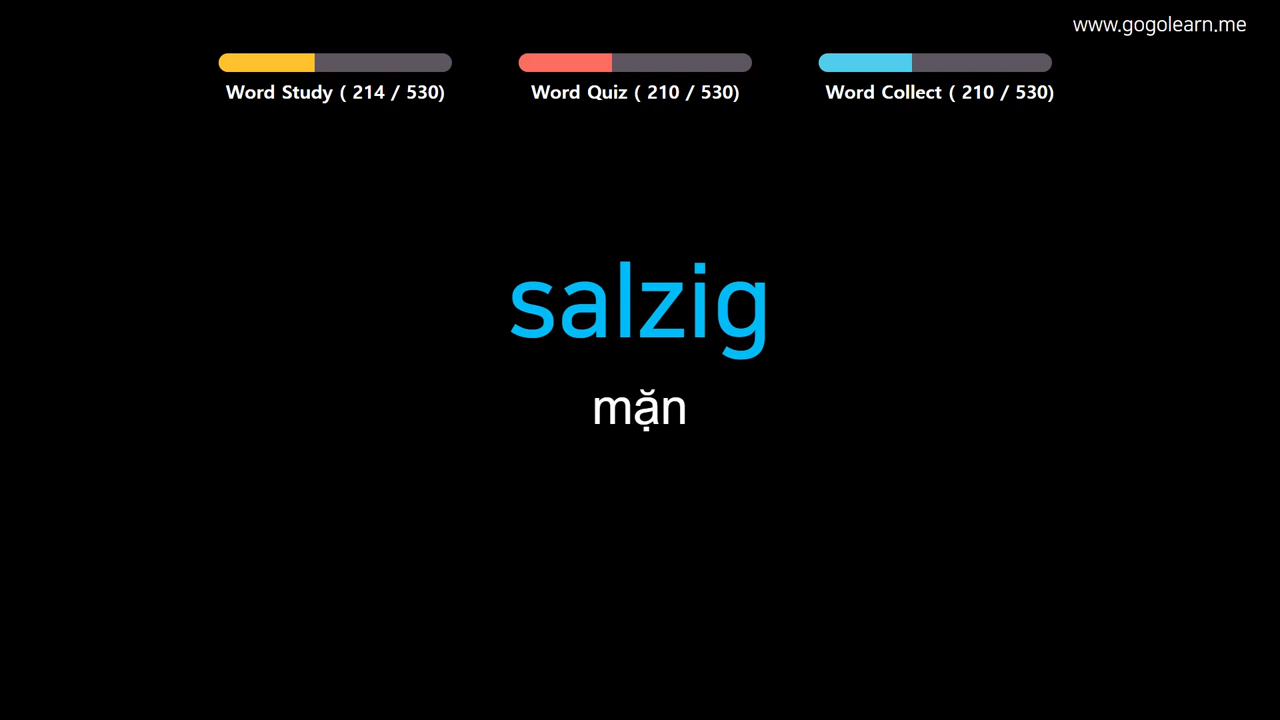 www.gogolearn.me
Word Study ( 214 / 530)
Word Quiz ( 210 / 530)
Word Collect ( 210 / 530)
salzig
mặn